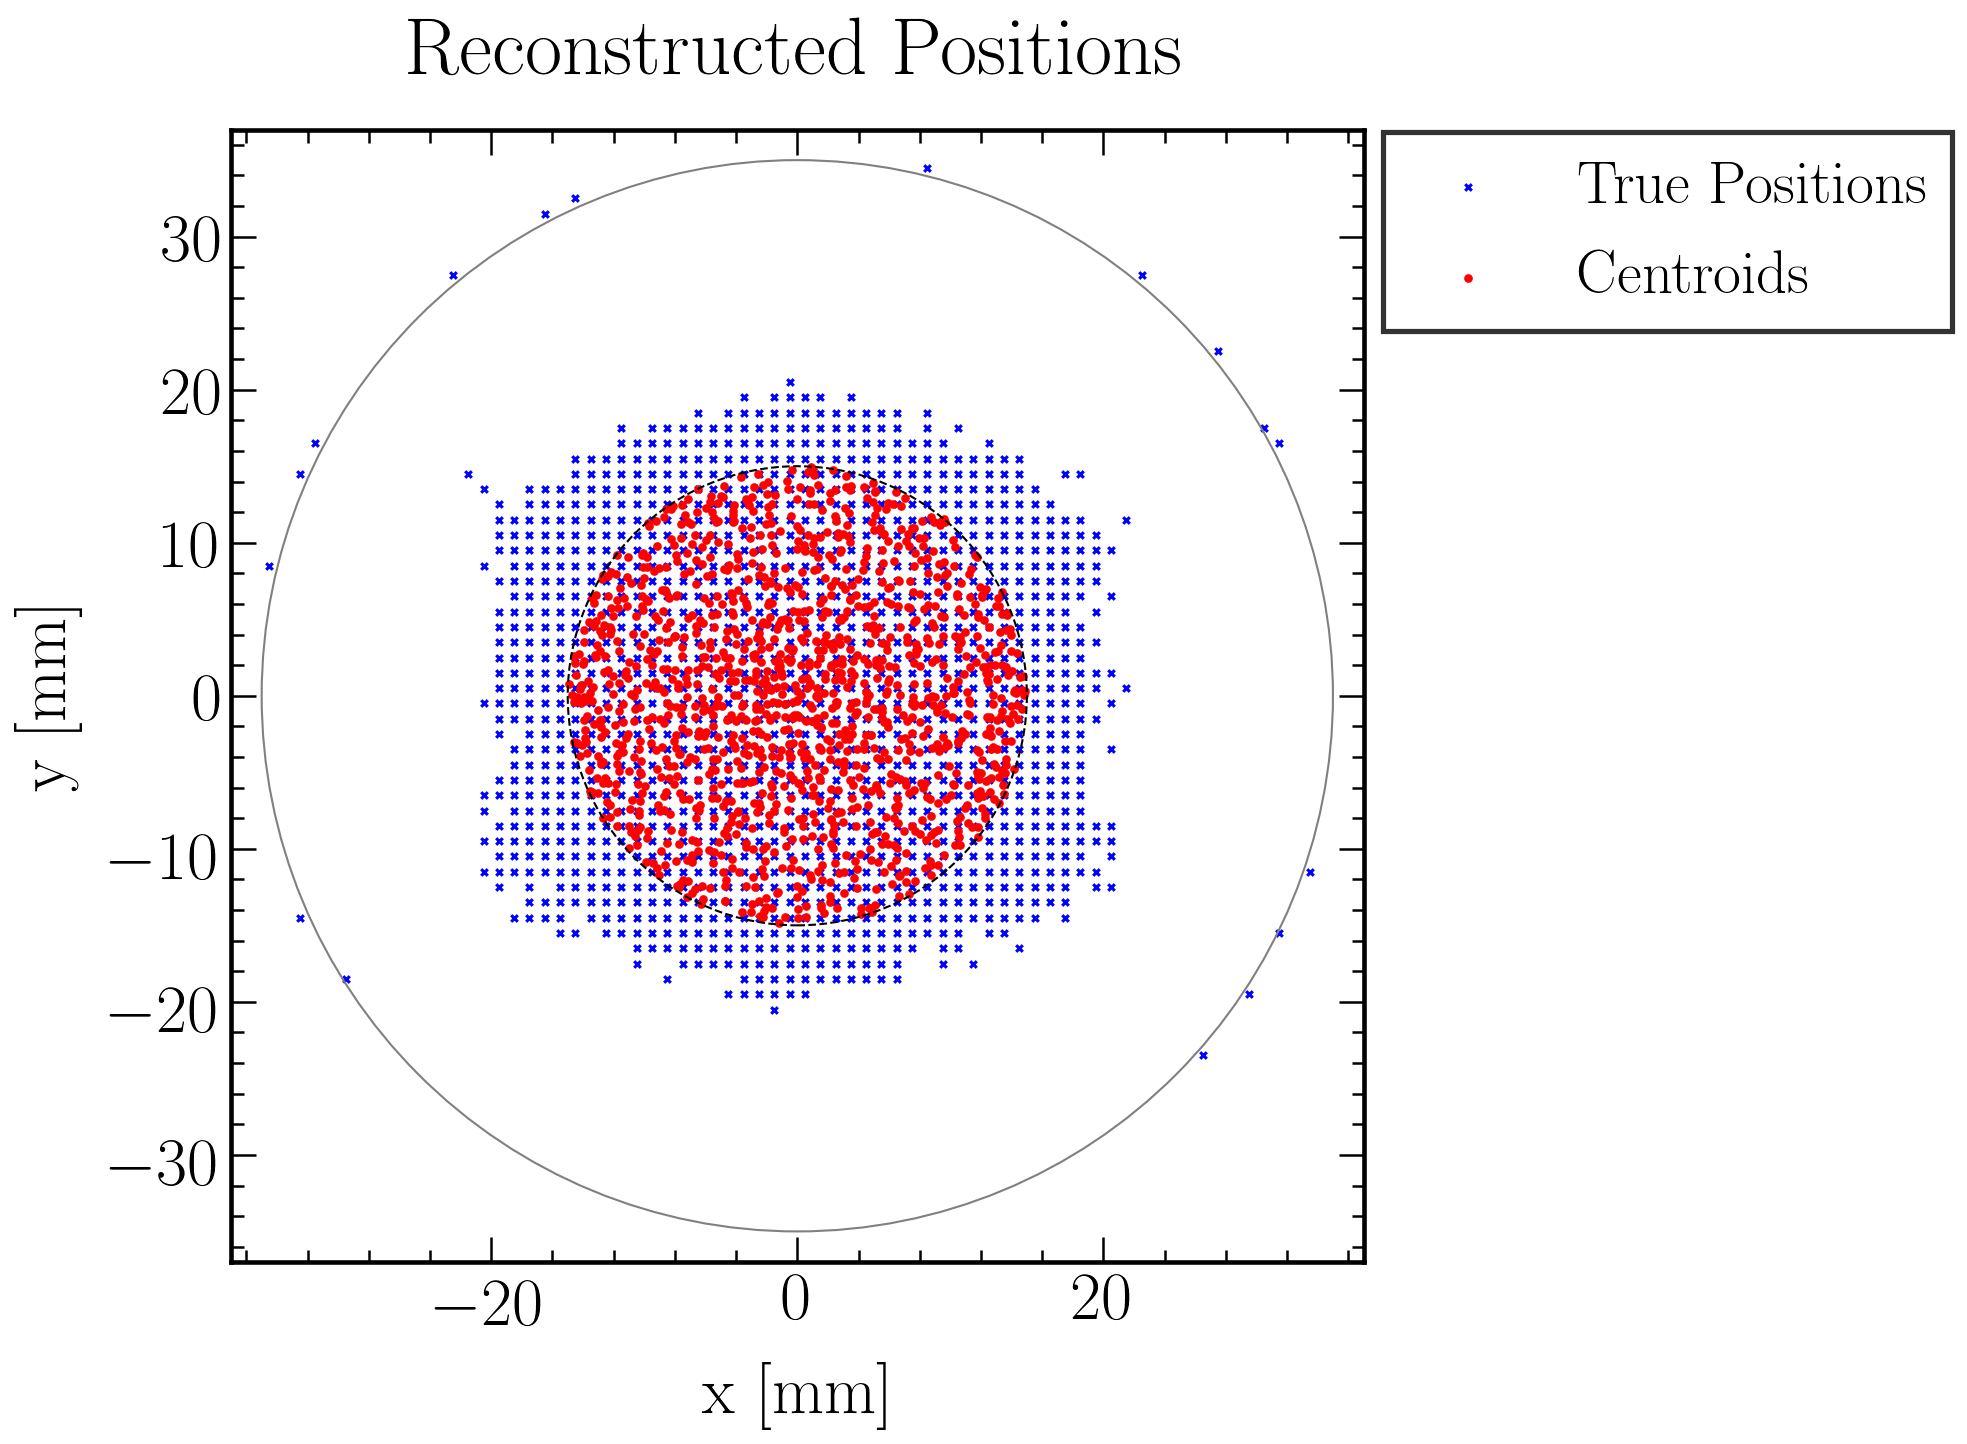 Reconstructed Positions
True Positions
Centroids
30
20
10
0
−10
−20
−30
y [mm]
−20 0 20
x [mm]